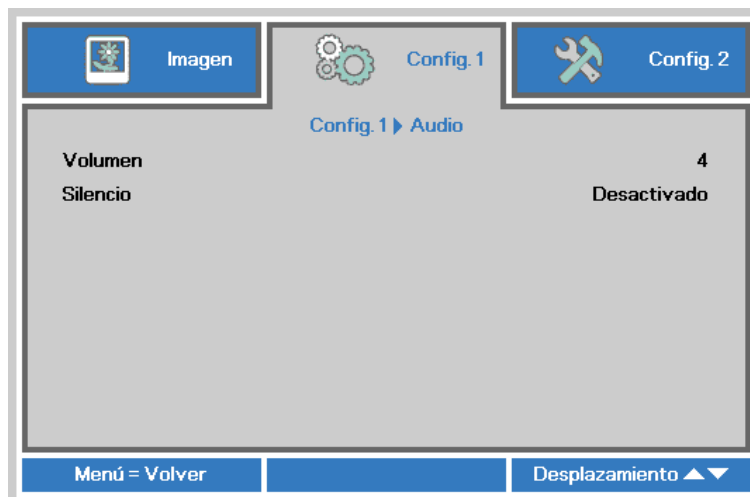 Imagen
Config. 1
Config. 2
Config. 1 ▶ Audio
Volumen 4
Silencio Desactivado
Menú = Volver
Desplazamiento ▲▼